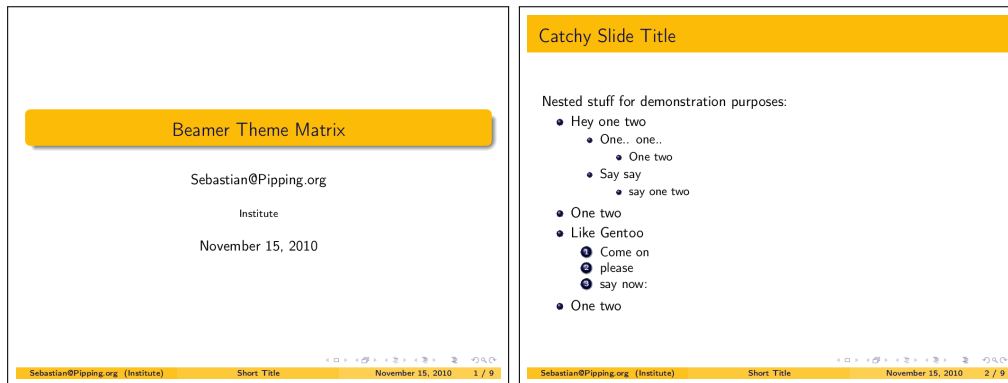 Beamer Theme Matrix
Sebastian@Pipping.org
Institute
November 15, 2010
Sebastian@Pipping.org (Institute) Short Title November 15, 2010 1 / 9
Catchy Slide Title
Nested stuff for demonstration purposes:
Hey one two
One.. one..
One two
Say say
say one two
One two
Like Gentoo
1 Come on
2 please
3 say now:
One two
Sebastian@Pipping.org (Institute) Short Title November 15, 2010 2 / 9